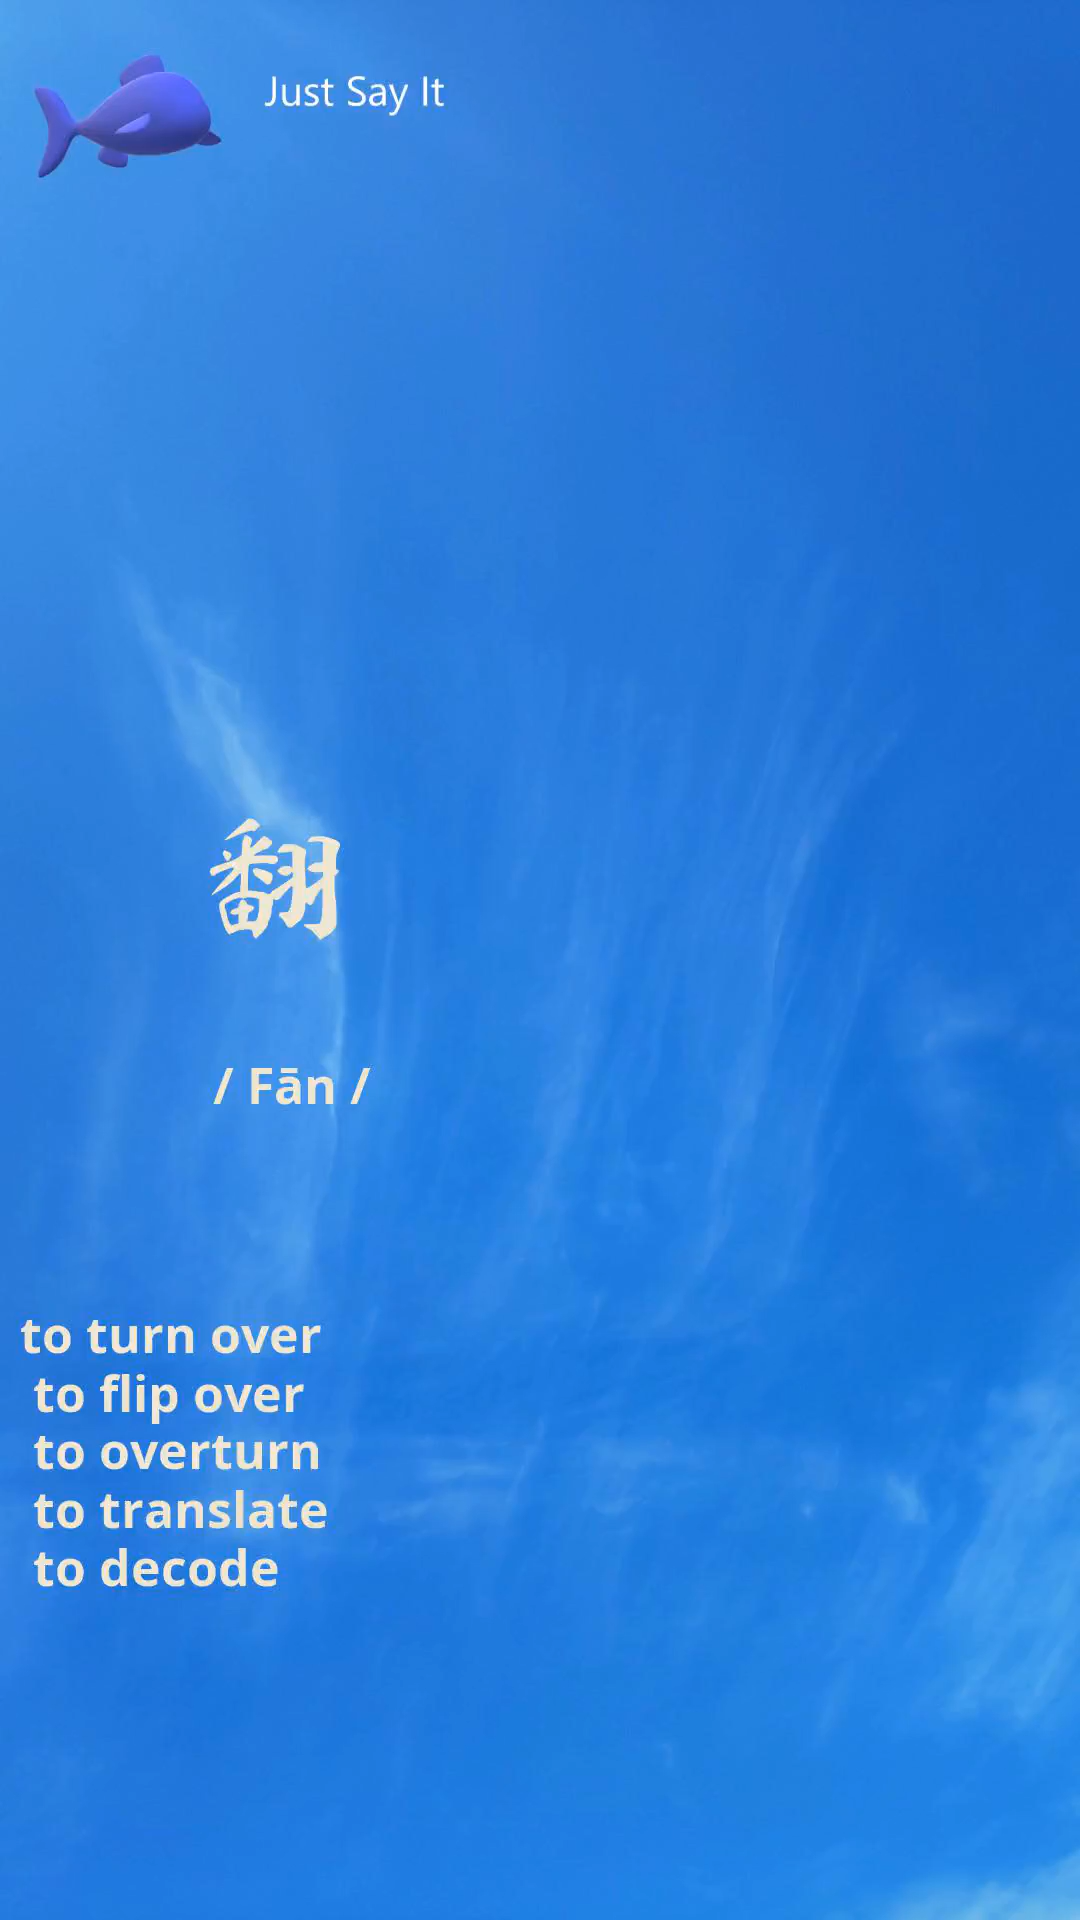 Just Say It
翻
/ Fān /
to turn over
to flip over
to overturn
to translate
to decode